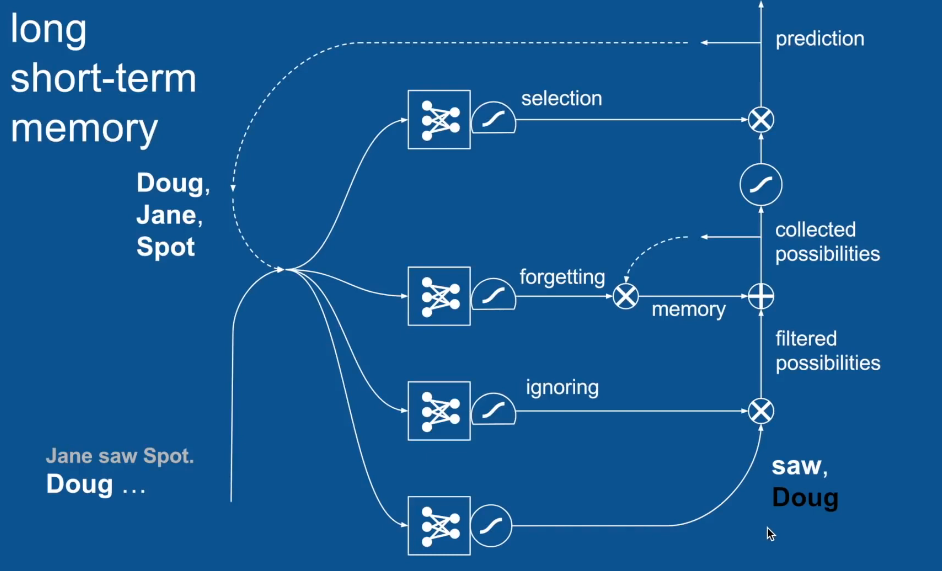 long
short-term
memory
prediction
selection
Doug,
Jane,
Spot
collected
possibilities
forgetting
memory
filtered
possibilities
ignoring
Jane saw Spot.
Doug ...
saw,
Doug